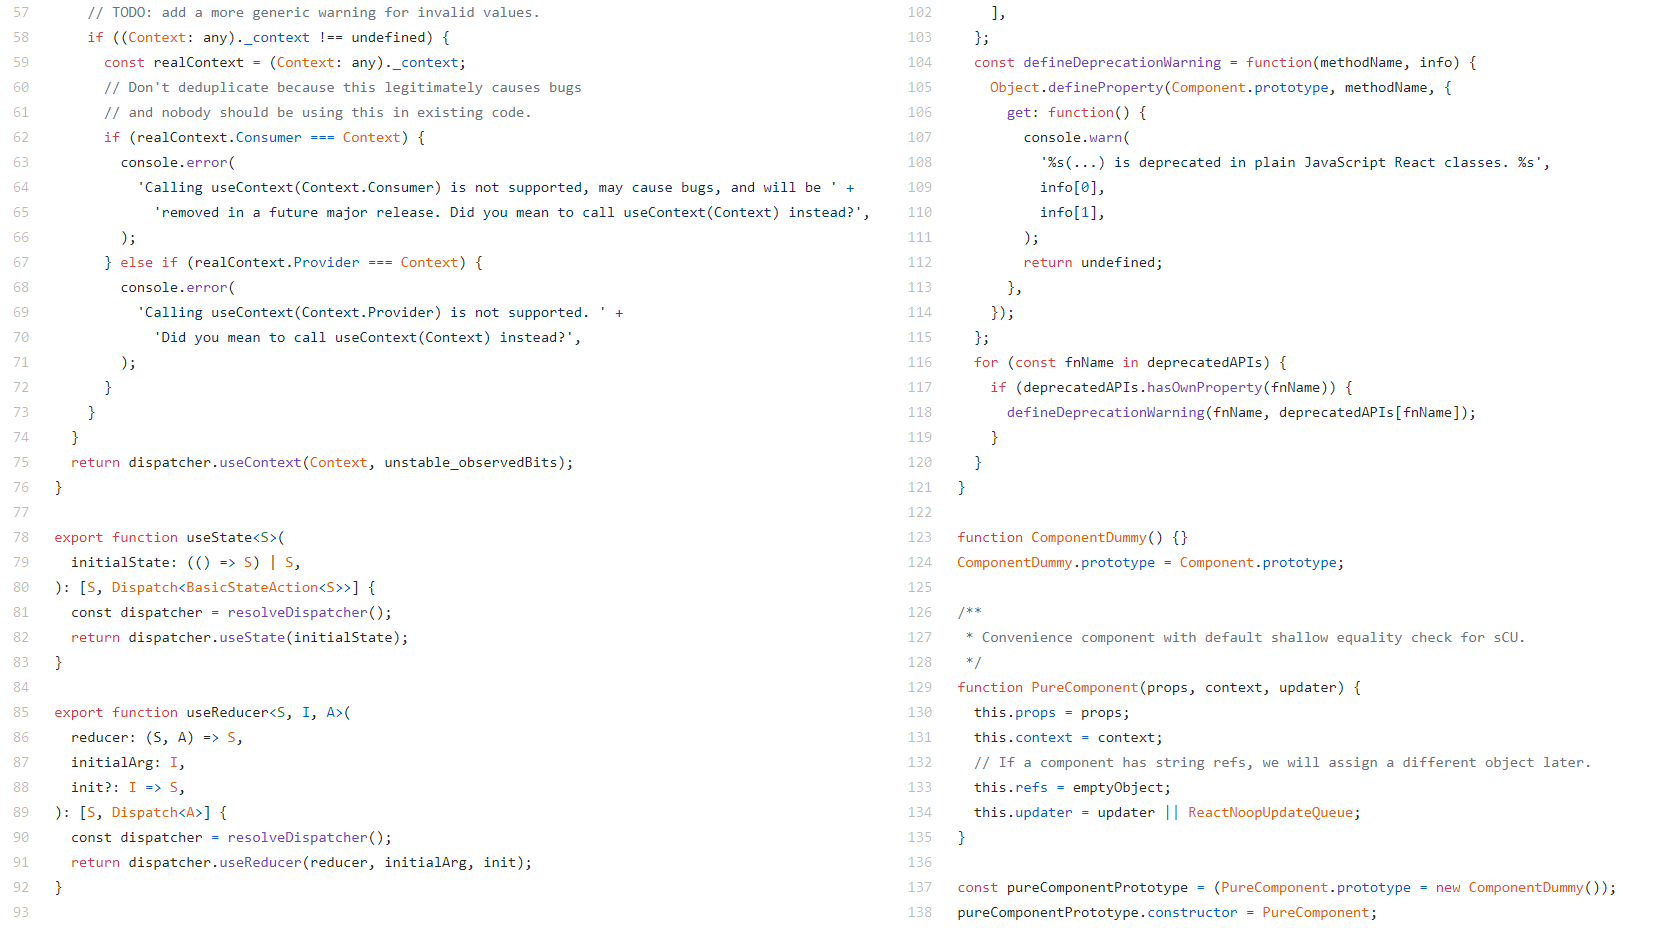 57 // TODO: add a more generic warning for invalid values.
58 if ((Context: any)._context !== undefined) {
59 const realContext = (Context: any)._context;
60 // Don't deduplicate because this legitimately causes bugs
61 // and nobody should be using this in existing code.
62 if (realContext.Consumer === Context) {
63 console.error(
64 'Calling useContext(Context.Consumer) is not supported, may cause bugs, and will be ' +
65 'removed in a future major release. Did you mean to call useContext(Context) instead?',
66 );
67 } else if (realContext.Provider === Context) {
68 console.error(
69 'Calling useContext(Context.Provider) is not supported. ' +
70 'Did you mean to call useContext(Context) instead?',
71 );
72 }
73 }
74 }
75 return dispatcher.useContext(Context, unstable_observedBits);
76 }
77
78 export function useState<S>(
79 initialState: (() => S) | S,
80 ): [S, Dispatch<BasicStateAction<S>>] {
81 const dispatcher = resolveDispatcher();
82 return dispatcher.useState(initialState);
83 }
84
85 export function useReducer<S, I, A>(
86 reducer: (S, A) => S,
87 initialArg: I,
88 init?: I => S,
89 ): [S, Dispatch<A>] {
90 const dispatcher = resolveDispatcher();
91 return dispatcher.useReducer(reducer, initialArg, init);
92 }
93
102 ],
103 };
104 const defineDeprecationWarning = function(methodName, info) {
105 Object.defineProperty(Component.prototype, methodName, {
106 get: function() {
107 console.warn(
108 '%s(...) is deprecated in plain JavaScript React classes. %s',
109 info[0],
110 info[1],
111 );
112 return undefined;
113 },
114 });
115 };
116 for (const fnName in deprecatedAPIs) {
117 if (deprecatedAPIs.hasOwnProperty(fnName)) {
118 defineDeprecationWarning(fnName, deprecatedAPIs[fnName]);
119 }
120 }
121 }
122
123 function ComponentDummy() {}
124 ComponentDummy.prototype = Component.prototype;
125
126 /**
127 * Convenience component with default shallow equality check for sCU.
128 */
129 function PureComponent(props, context, updater) {
130 this.props = props;
131 this.context = context;
132 // If a component has string refs, we will assign a different object later.
133 this.refs = emptyObject;
134 this.updater = updater || ReactNoopUpdateQueue;
135 }
136
137 const pureComponentPrototype = (PureComponent.prototype = new ComponentDummy());
138 pureComponentPrototype.constructor = PureComponent;